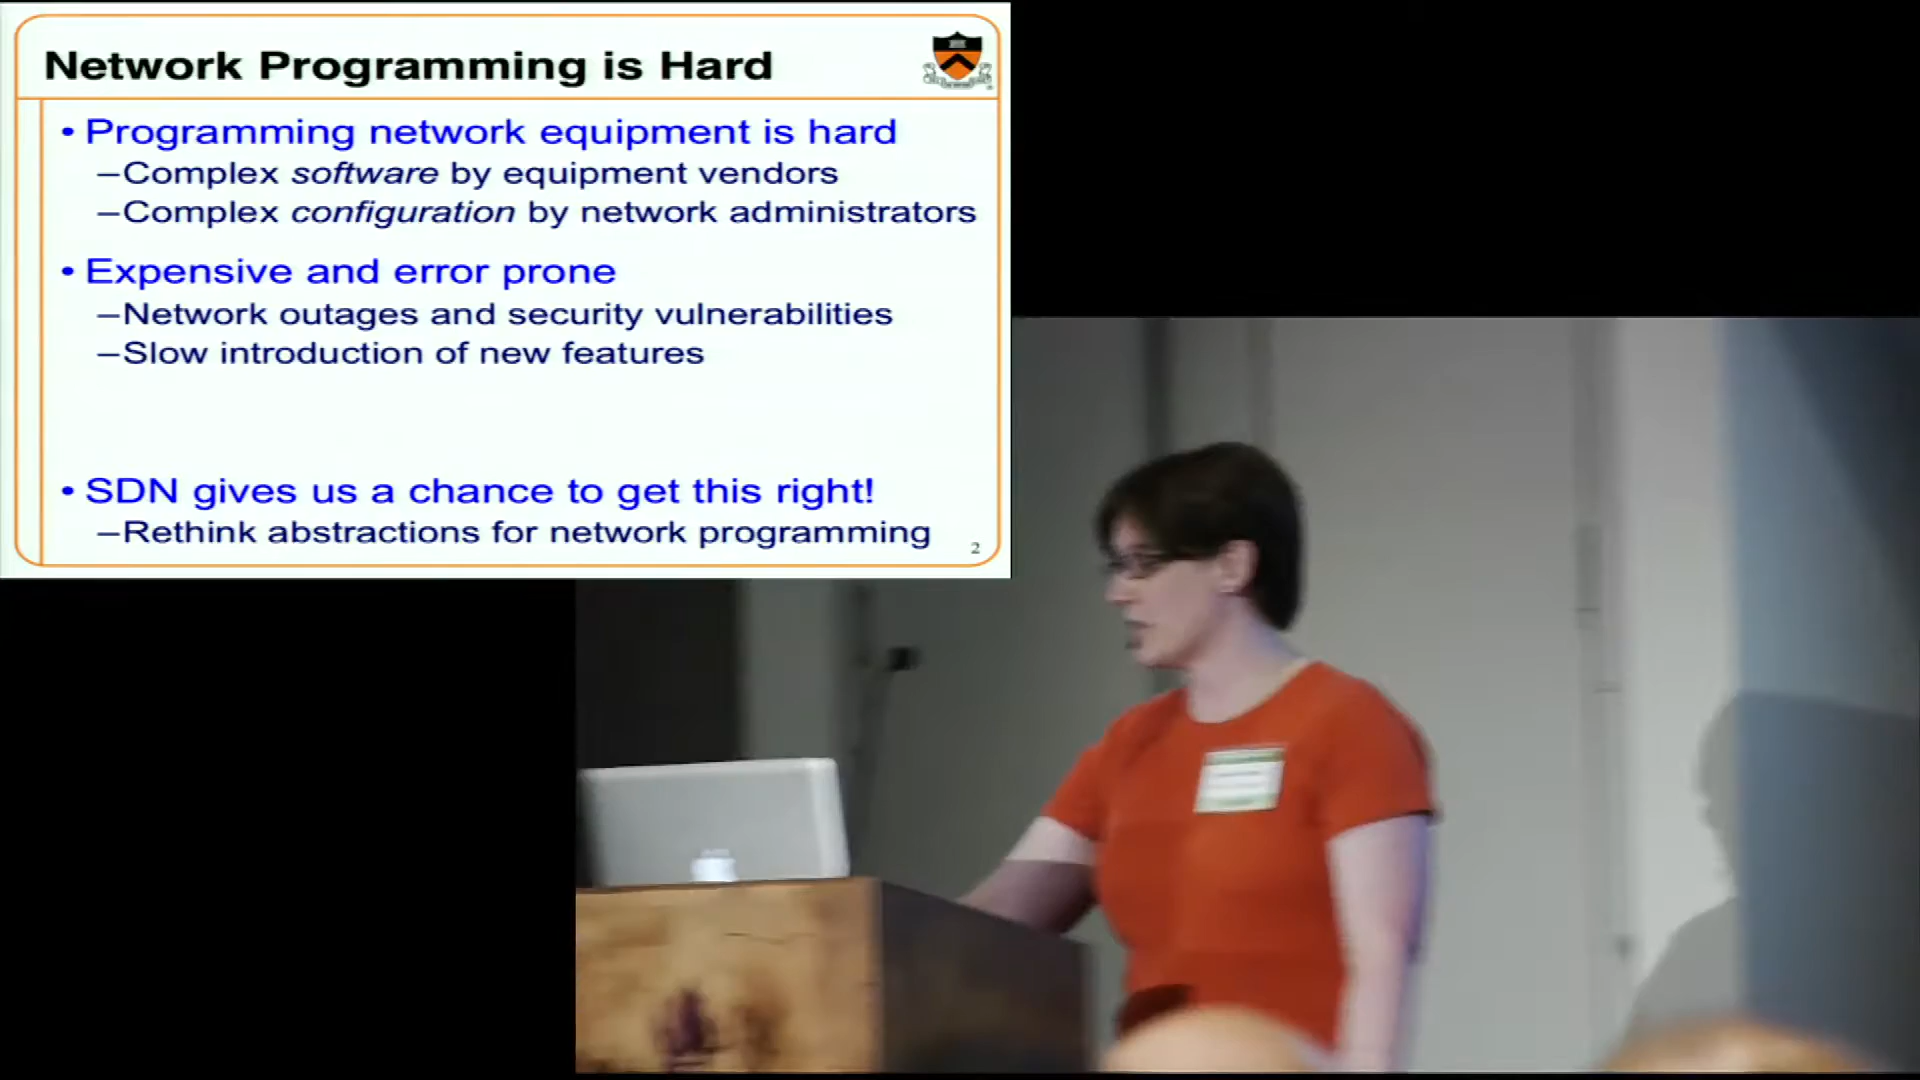 Network Programming is Hard
• Programming network equipment is hard
–Complex software by equipment vendors
–Complex configuration by network administrators
• Expensive and error prone
–Network outages and security vulnerabilities
–Slow introduction of new features
• SDN gives us a chance to get this right!
–Rethink abstractions for network programming
2